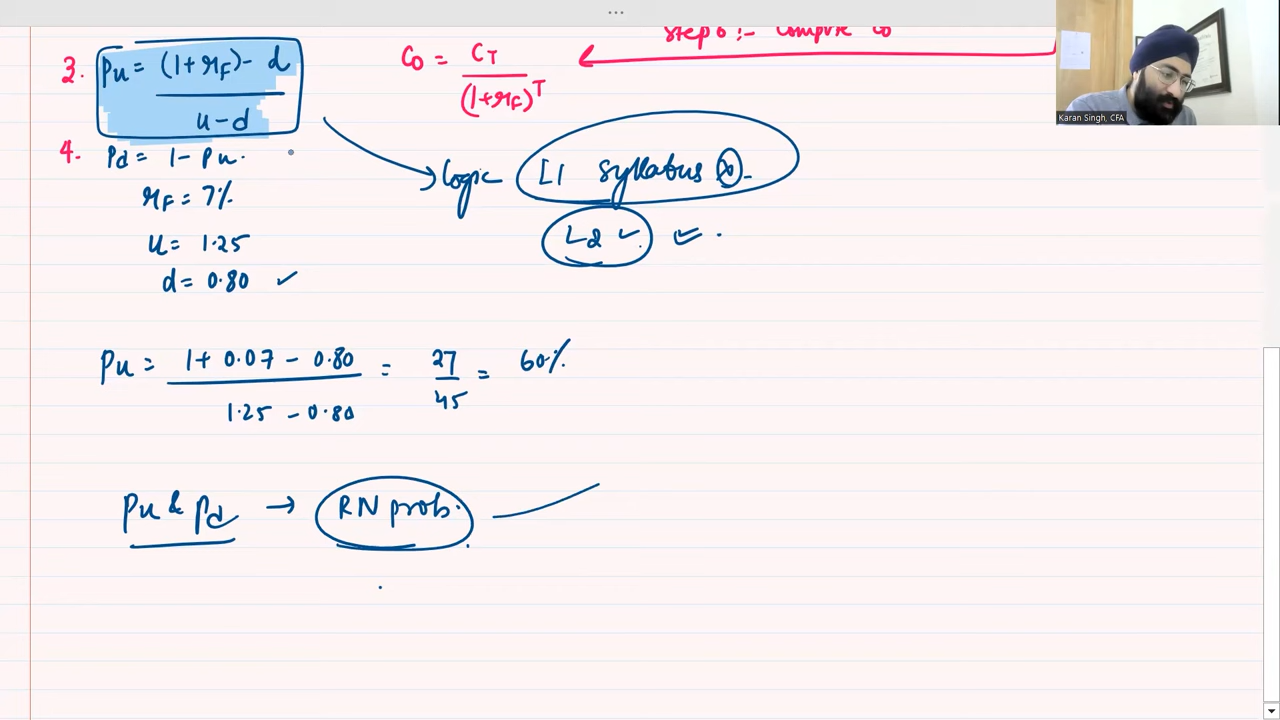 Step 6 :- Compute C0
3. Pu = (1+rF) - d
u - d
C0 = CT
(1+rF)^T
4. Pd = 1 - Pu.
Logic L1 syllabus
rF = 7%
u = 1.25
L2 ✓
d = 0.80 ✓
Pu = 1 + 0.07 - 0.80 = 27 = 60%
1.25 - 0.80 45
Pu & Pd → RN prob.
Karan Singh, CFA